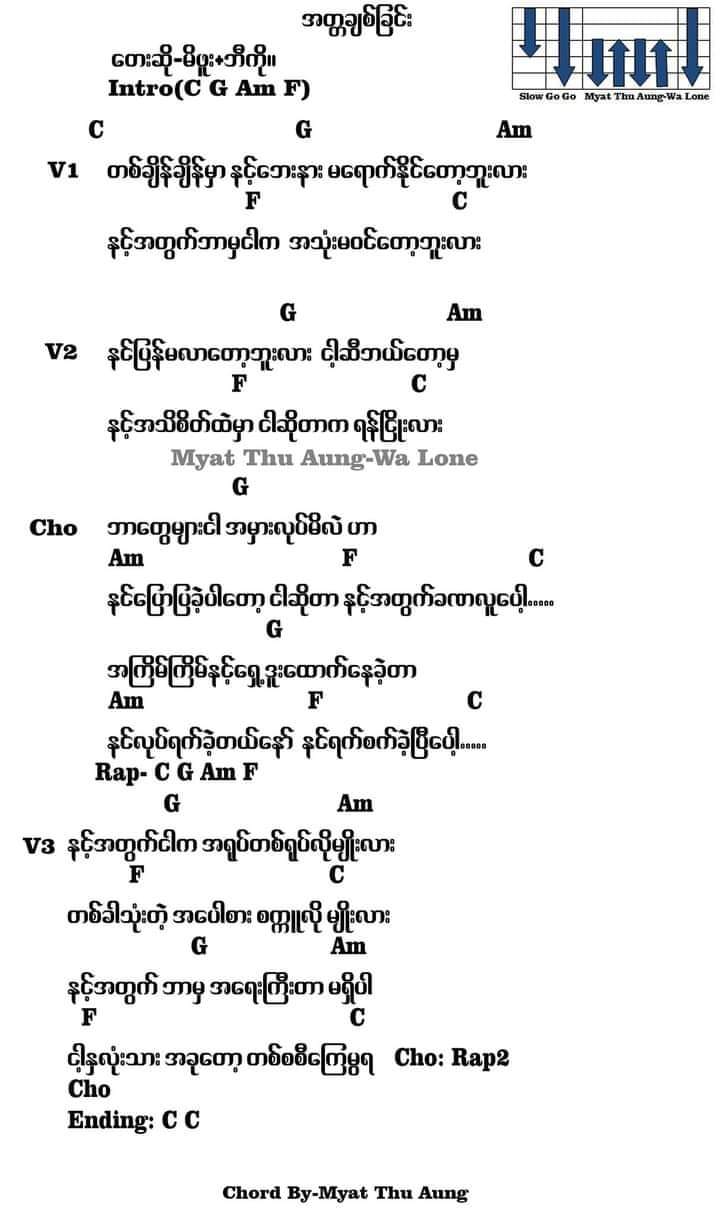 အတ္တချစ်ခြင်း
တေးဆို-မိဖူး+ဘီကို။
Slow Go Go Myat Thu Aung-Wa Lone
Intro(C G Am F)
C G Am
V1 တစ်ချိန်ချိန်မှာ နင့်ဘေးနား မရောက်နိုင်တော့ဘူးလား
F C
နင့်အတွက်ဘာမှငါက အသုံးမဝင်တော့ဘူးလား
G Am
V2 နင်ပြန်မလာတော့ဘူးလား ငါ့ဆီဘယ်တော့မှ
F C
နင့်အသိစိတ်ထဲမှာ ငါဆိုတာက ရန်ငြိုးလား
Myat Thu Aung-Wa Lone
G
Cho ဘာတွေများငါ အမှားလုပ်မိလဲ ဟာ
Am F C
နင်ပြောပြခဲ့ပါတော့ ငါဆိုတာ နင့်အတွက်ခဏလူပေါ့.....
G
အကြိမ်ကြိမ်နင့်ရှေ့ဒူးထောက်နေခဲ့တာ
Am F C
နင်လုပ်ရက်ခဲ့တယ်နော် နင်ရက်စက်ခဲ့ပြီပေါ့.....
Rap- C G Am F
G Am
V3 နင့်အတွက်ငါက အရုပ်တစ်ရုပ်လိုမျိုးလား
F C
တစ်ခါသုံးတဲ့ အပေါစား စက္ကူလို မျိုးလား
G Am
နင့်အတွက် ဘာမှ အရေးကြီးတာ မရှိပါ
F C
ငါ့နှလုံးသား အခုတော့ တစ်စစီကြေမွရ Cho: Rap2
Cho
Ending: C C
Chord By-Myat Thu Aung